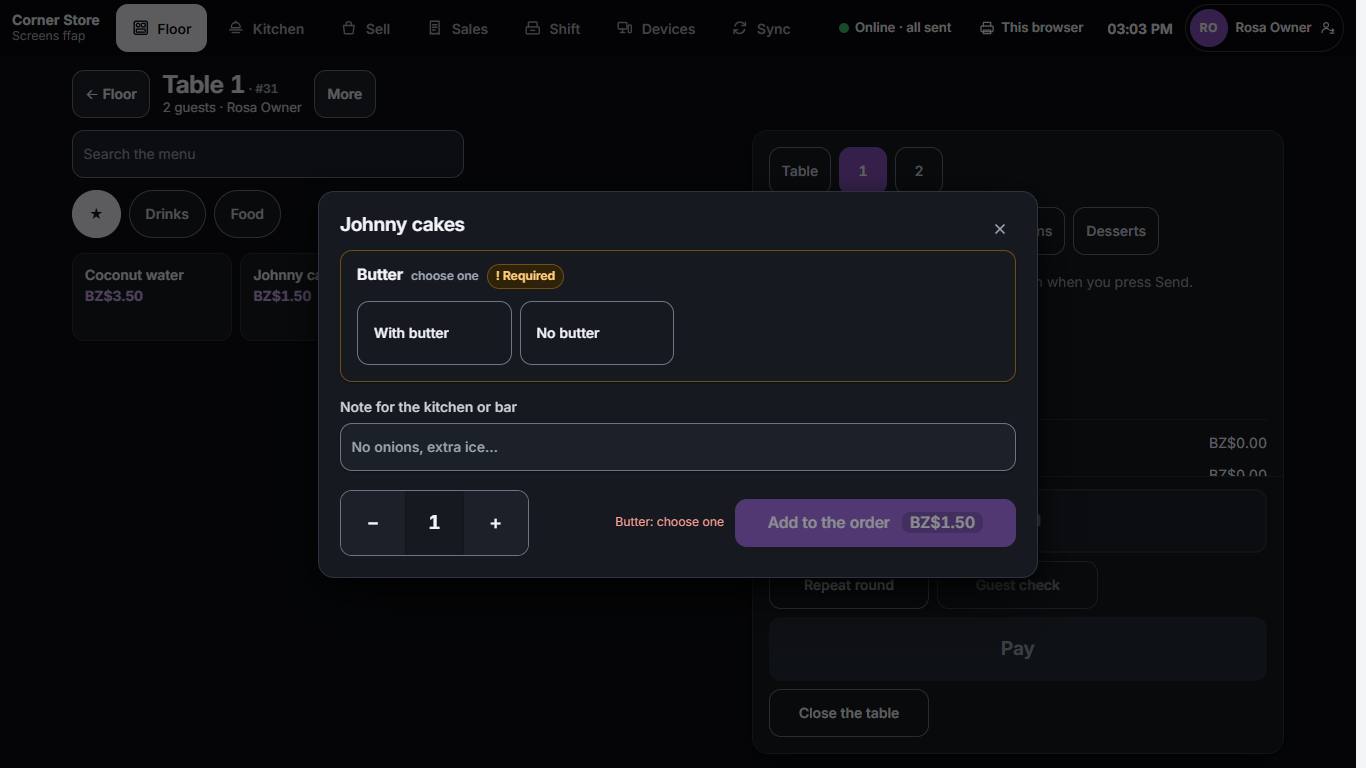 Corner Store
Screens ffap
Floor
Kitchen
Sell
Sales
Shift
Devices
Sync
Online · all sent
This browser
03:03 PM
RO
Rosa Owner
← Floor
Table 1 · #31
2 guests · Rosa Owner
More
Search the menu
★
Drinks
Food
Coconut water
BZ$3.50
Johnny ca
BZ$1.50
Table
1
2
ns
Desserts
n when you press Send.
BZ$0.00
BZ$0.00
Johnny cakes
×
Butter choose one ! Required
With butter
No butter
Note for the kitchen or bar
No onions, extra ice...
− 1 +
Butter: choose one
Add to the order BZ$1.50
Repeat round
Guest check
Pay
Close the table